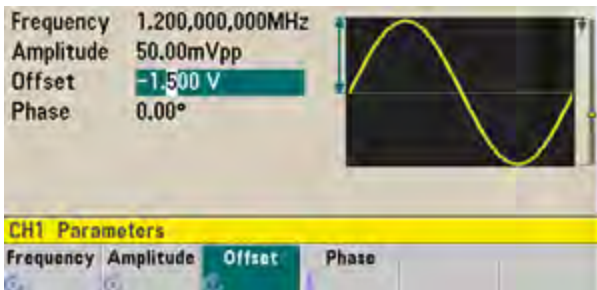 Frequency 1.200,000,000MHz
Amplitude 50.00mVpp
Offset -1.500 V
Phase 0.00°
CH1 Parameters
Frequency Amplitude Offset Phase